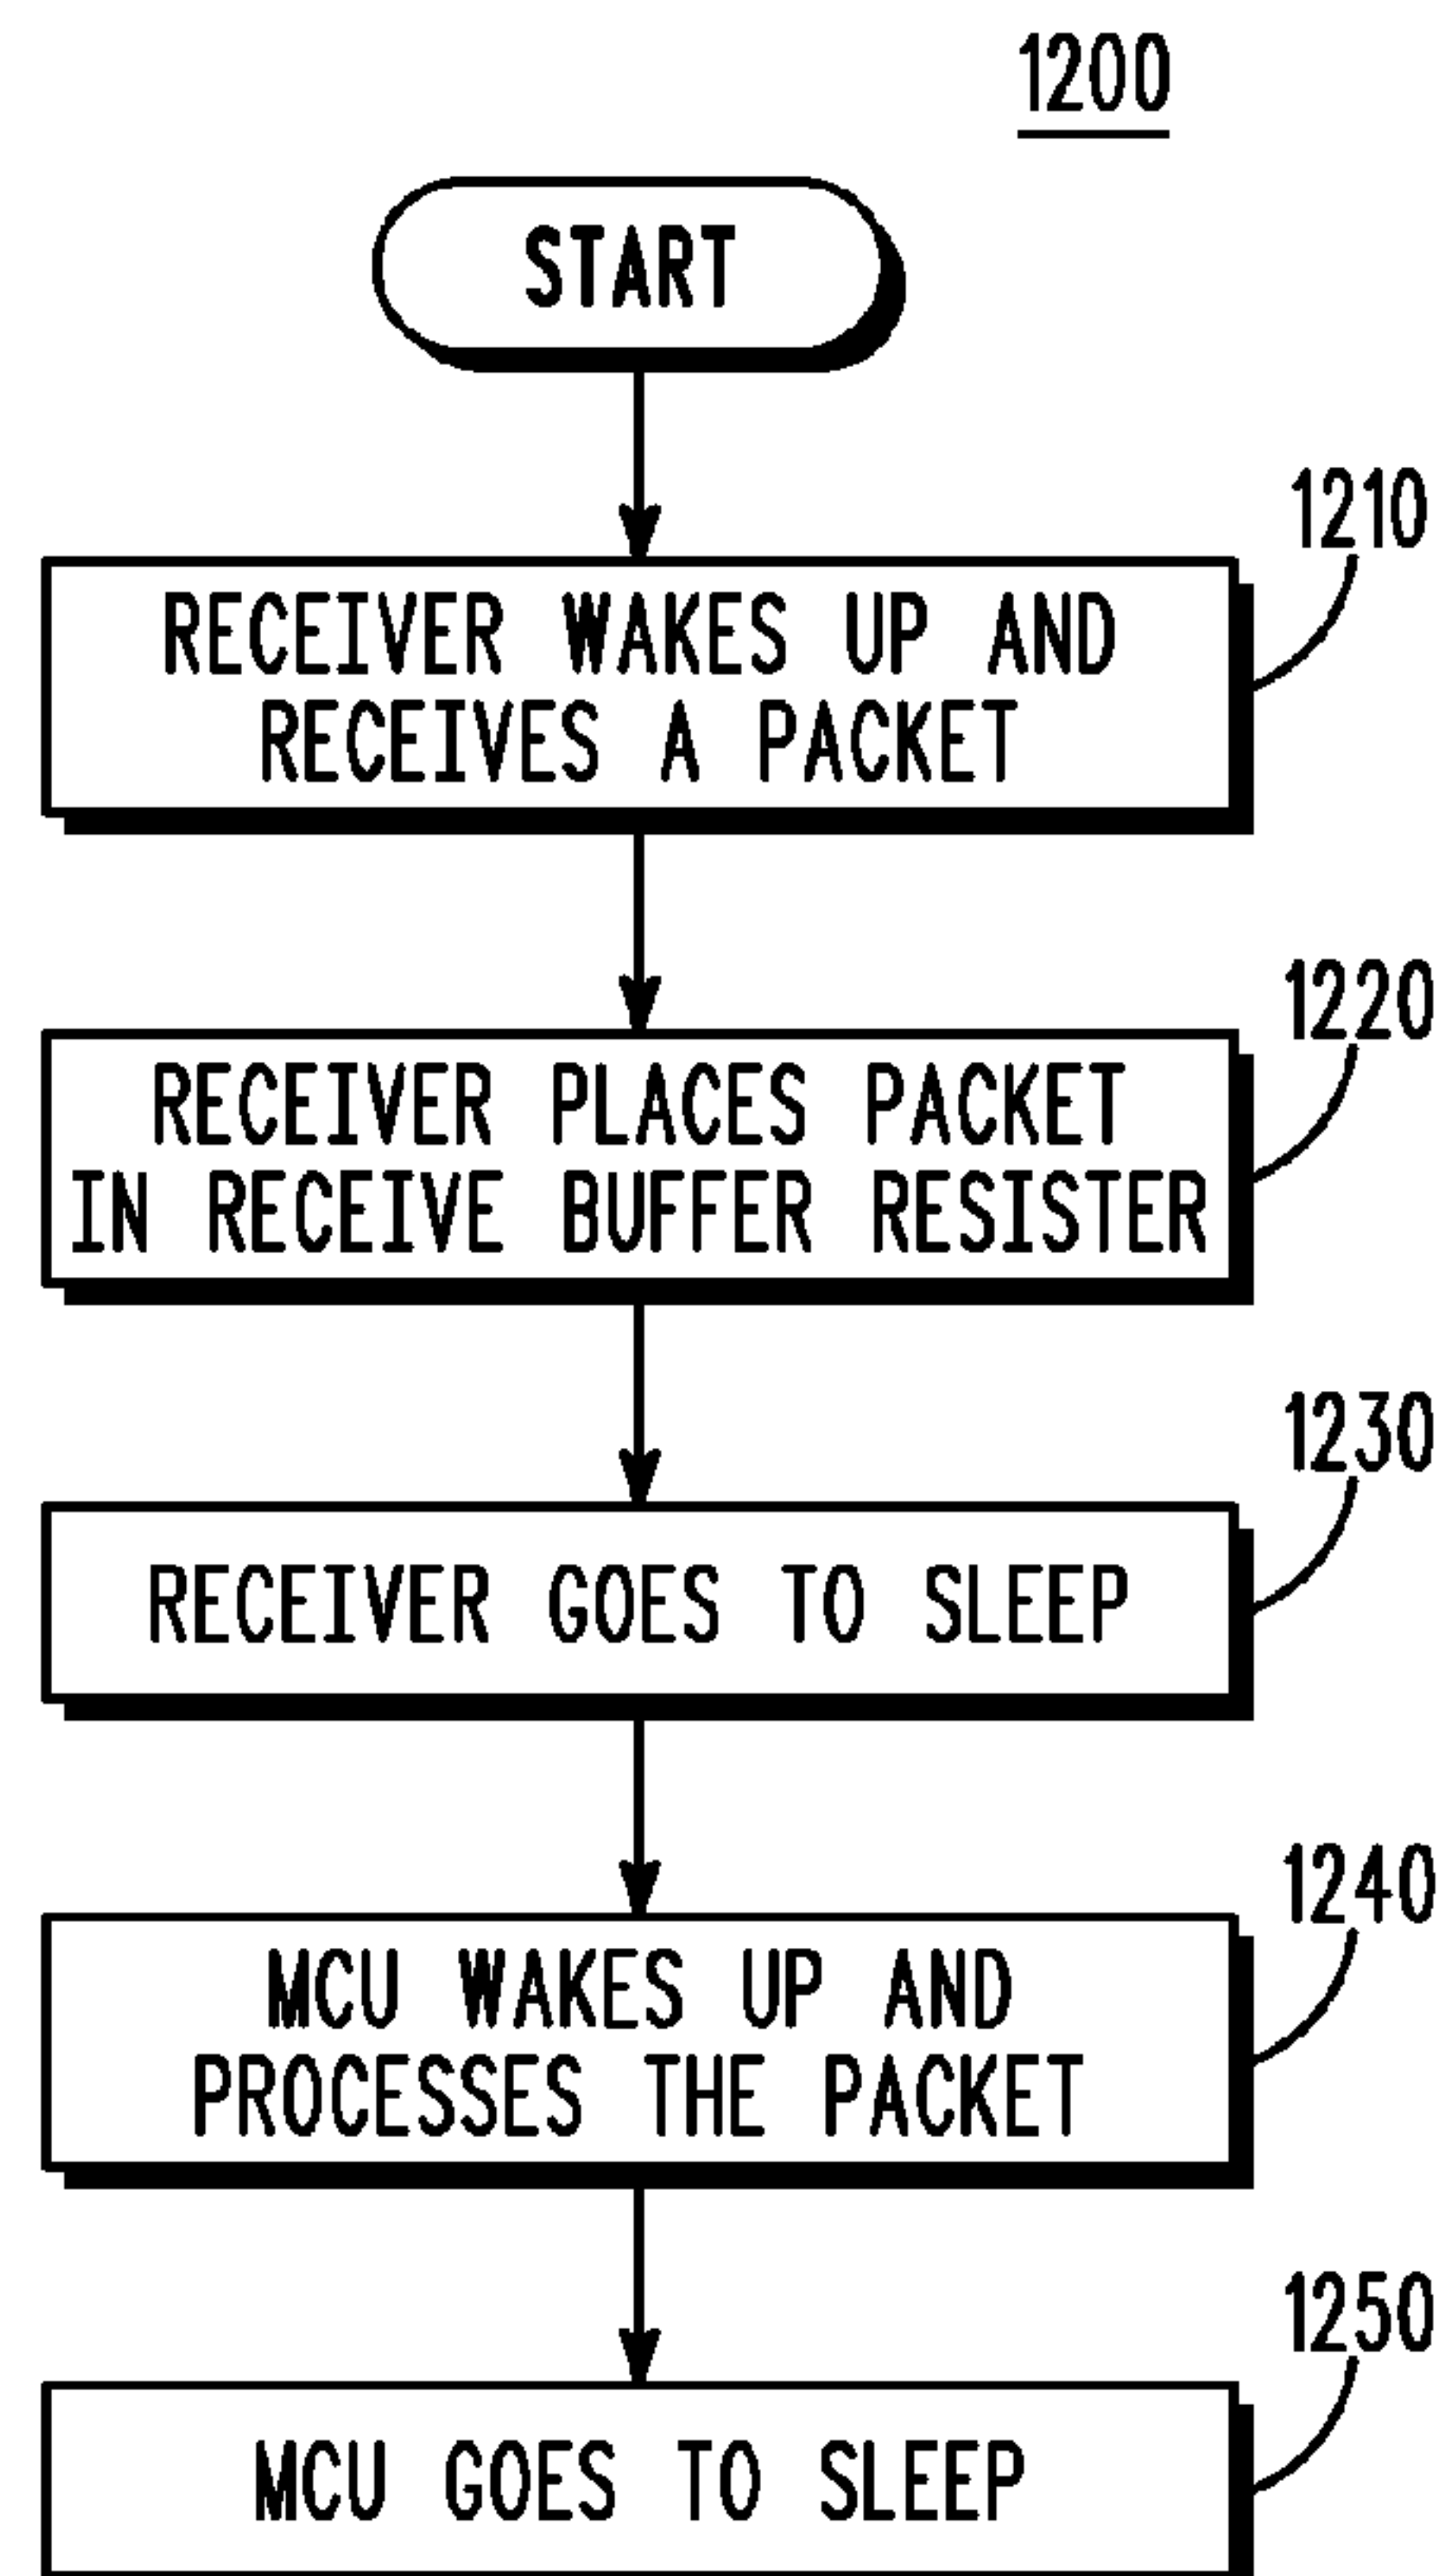 1200
START
1210
RECEIVER WAKES UP AND
RECEIVES A PACKET
1220
RECEIVER PLACES PACKET
IN RECEIVE BUFFER RESISTER
1230
RECEIVER GOES TO SLEEP
1240
MCU WAKES UP AND
PROCESSES THE PACKET
1250
MCU GOES TO SLEEP